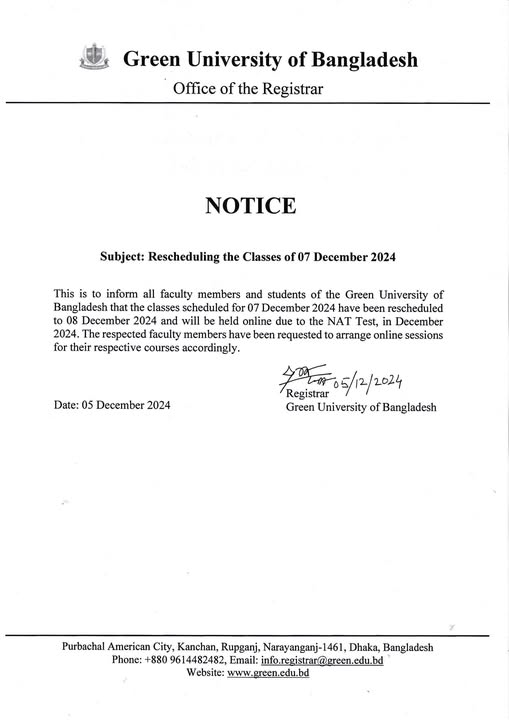 Green University of Bangladesh
Office of the Registrar
NOTICE
Subject: Rescheduling the Classes of 07 December 2024
This is to inform all faculty members and students of the Green University of
Bangladesh that the classes scheduled for 07 December 2024 have been rescheduled
to 08 December 2024 and will be held online due to the NAT Test, in December
2024. The respected faculty members have been requested to arrange online sessions
for their respective courses accordingly.
05/12/2024
Registrar
Date: 05 December 2024
Green University of Bangladesh
Purbachal American City, Kanchan, Rupganj, Narayanganj-1461, Dhaka, Bangladesh
Phone: +880 9614482482, Email: info.registrar@green.edu.bd
Website: www.green.edu.bd